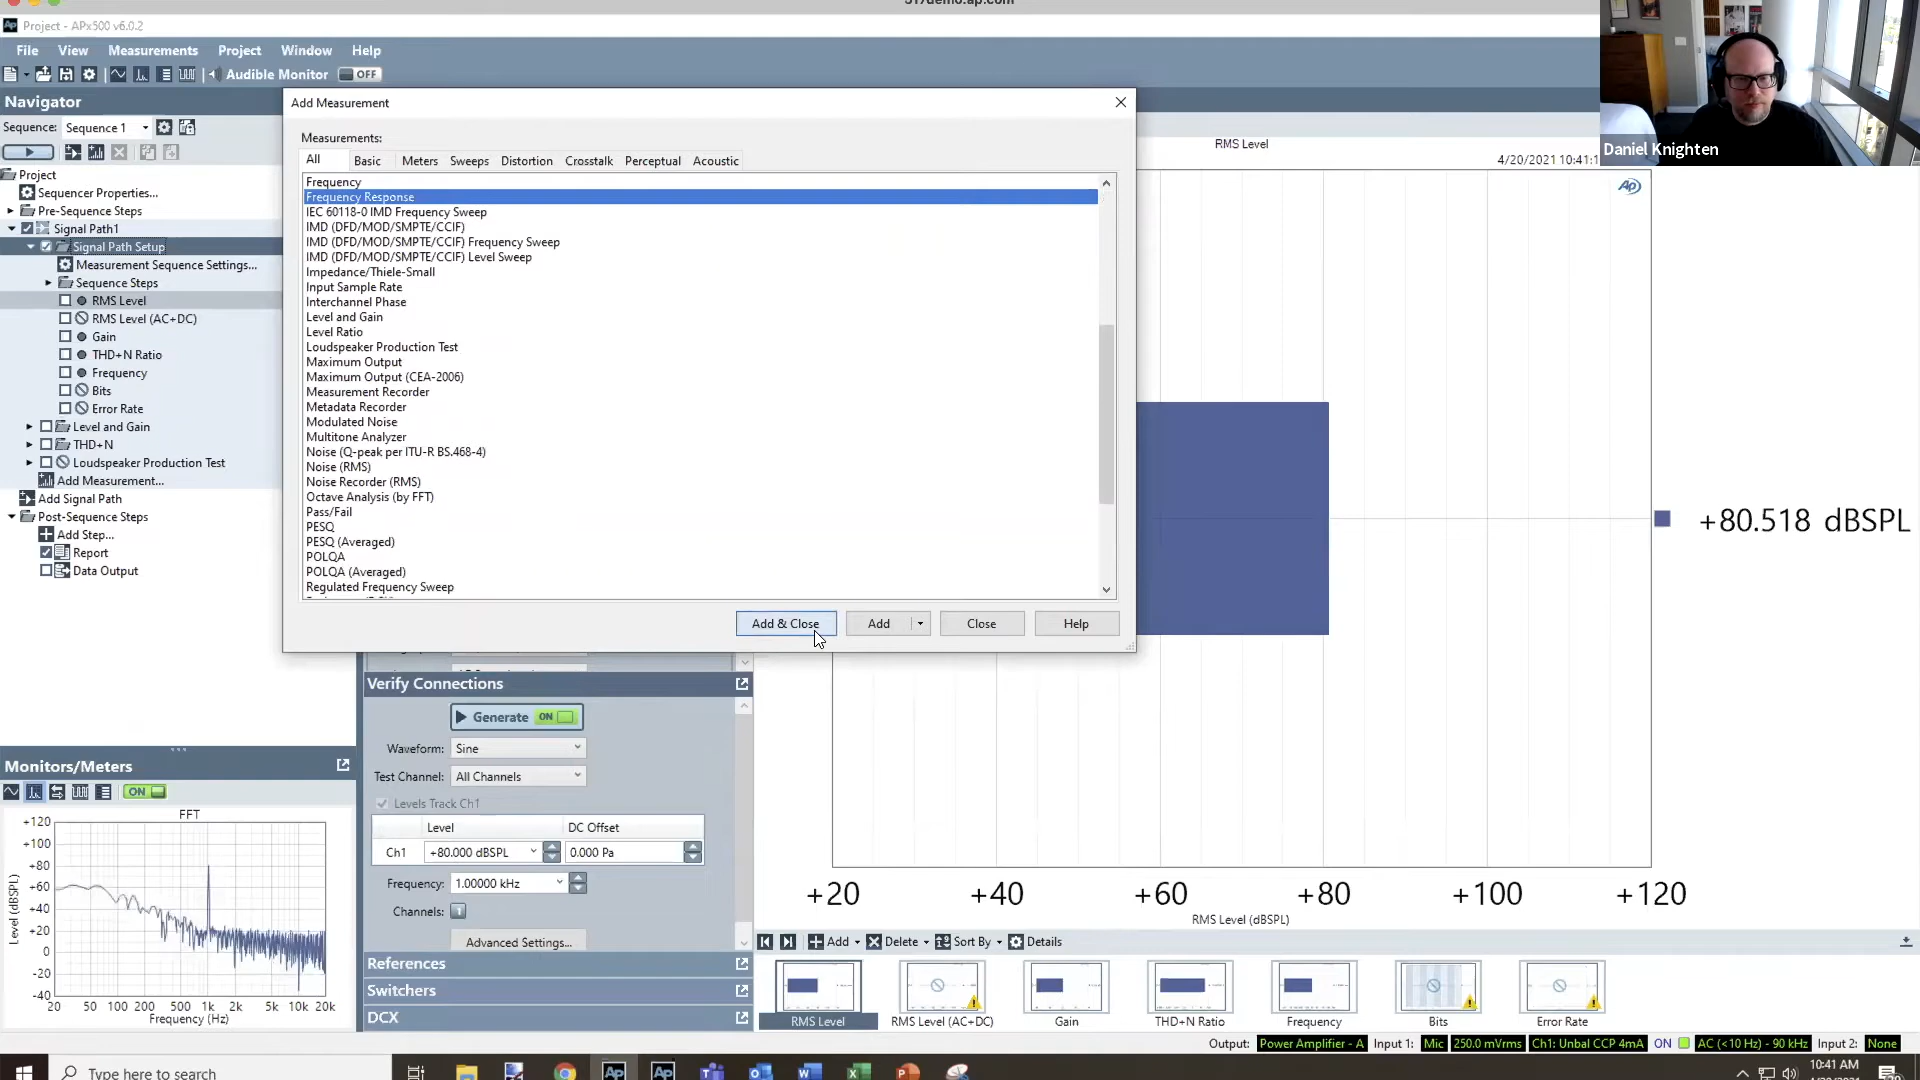 Project - APx500 v6.0.2
File View Measurements Project Window Help
Audible Monitor OFF
Navigator
Sequence: Sequence 1
Project
Sequencer Properties...
Pre-Sequence Steps
Signal Path1
Signal Path Setup
Measurement Sequence Settings...
Sequence Steps
RMS Level
RMS Level (AC+DC)
Gain
THD+N Ratio
Frequency
Bits
Error Rate
Level and Gain
THD+N
Loudspeaker Production Test
Add Measurement...
Add Signal Path
Post-Sequence Steps
Add Step...
Report
Data Output
Add Measurement
Measurements:
All Basic Meters Sweeps Distortion Crosstalk Perceptual Acoustic
Frequency
Frequency Response
IEC 60118-0 IMD Frequency Sweep
IMD (DFD/MOD/SMPTE/CCIF)
IMD (DFD/MOD/SMPTE/CCIF) Frequency Sweep
IMD (DFD/MOD/SMPTE/CCIF) Level Sweep
Impedance/Thiele-Small
Input Sample Rate
Interchannel Phase
Level and Gain
Level Ratio
Loudspeaker Production Test
Maximum Output
Maximum Output (CEA-2006)
Measurement Recorder
Metadata Recorder
Modulated Noise
Multitone Analyzer
Noise (Q-peak per ITU-R BS.468-4)
Noise (RMS)
Noise Recorder (RMS)
Octave Analysis (by FFT)
Pass/Fail
PESQ
PESQ (Averaged)
POLQA
POLQA (Averaged)
Regulated Frequency Sweep
Add & Close Add Close Help
RMS Level
4/20/2021 10:41:1
Daniel Knighten
Ap
+80.518 dBSPL
+20 +40 +60 +80 +100 +120
RMS Level (dBSPL)
Verify Connections
Generate ON
Waveform: Sine
Test Channel: All Channels
Levels Track Ch1
Level DC Offset
Ch1 +80.000 dBSPL 0.000 Pa
Frequency: 1.00000 kHz
Channels: 1
Advanced Settings...
References
Switchers
DCX
Monitors/Meters
ON
FFT
Level (dBSPL)
+120
+100
+80
+60
+40
+20
0
-20
-40
20 50 100 200 500 1k 2k 5k 10k 20k
Frequency (Hz)
Add Delete Sort By Details
RMS Level RMS Level (AC+DC) Gain THD+N Ratio Frequency Bits Error Rate
Output: Power Amplifier - A Input 1: Mic 250.0 mVrms Ch1: Unbal CCP 4mA ON AC (<10 Hz) - 90 kHz Input 2: None
Type here to search
10:41 AM